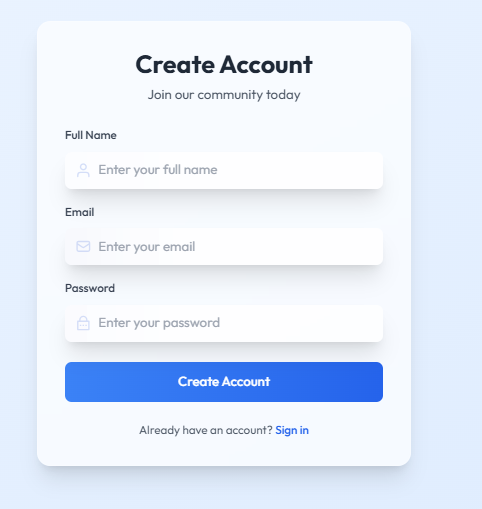 Create Account
Join our community today
Full Name
Enter your full name
Email
Enter your email
Password
Enter your password
Create Account
Already have an account? Sign in